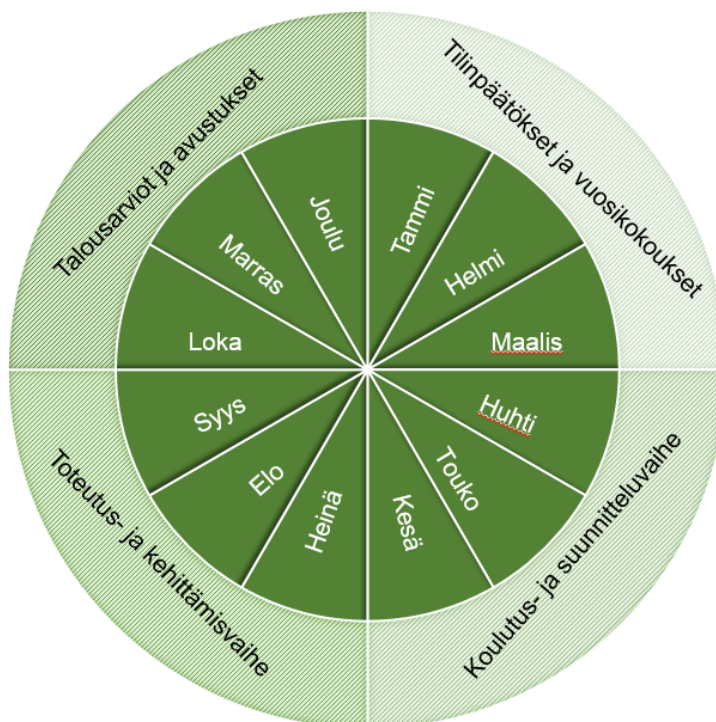 Tilinpäätökset ja vuosikokoukset
Koulutus- ja suunnitteluvaihe
Toteutus- ja kehittämisvaihe
Talousarviot ja avustukset
Tammi
Helmi
Maalis
Huhti
Touko
Kesä
Heinä
Elo
Syys
Loka
Marras
Joulu